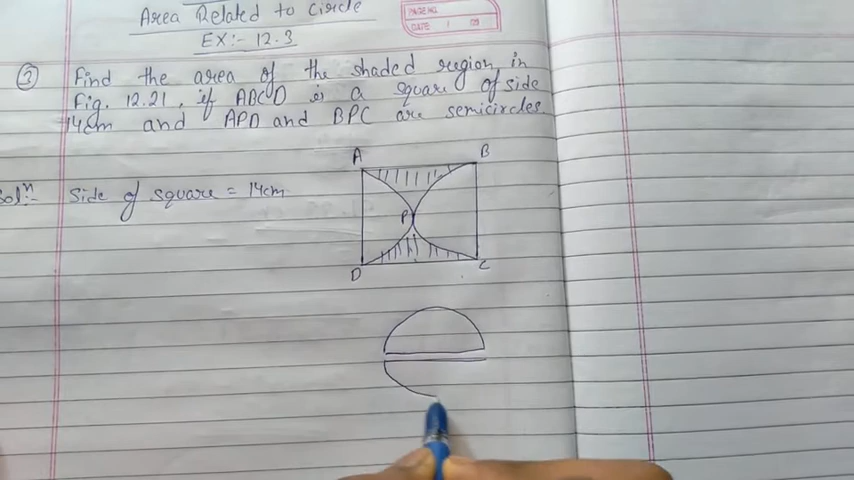 Area Related to Circle
PAGE NO.
DATE 1
EX:- 12.3
③ Find the area of the shaded region in
Fig. 12.21, if ABCD is a square of side
14cm and APD and BPC are semicircles
A B
Solⁿ:- Side of square = 14cm
P
D C